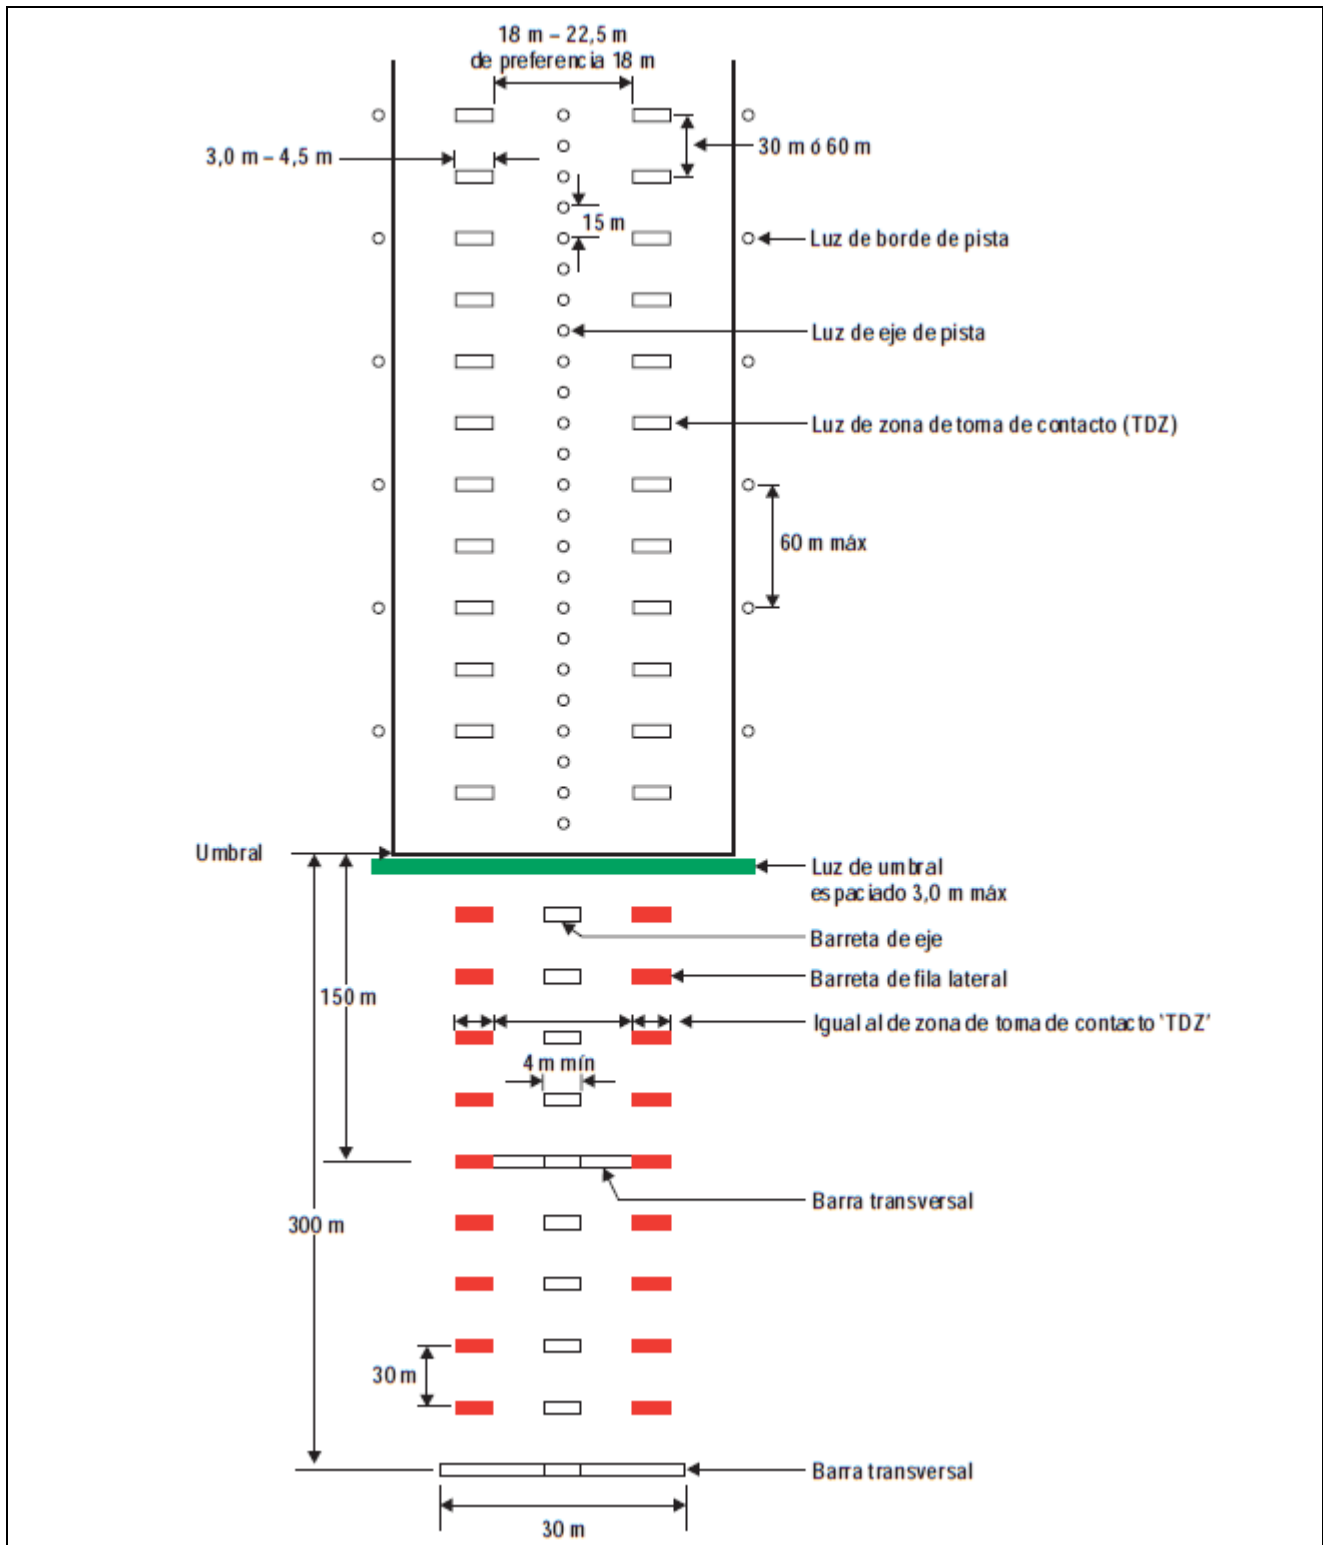 18 m – 22,5 m
de preferencia 18 m
3,0 m – 4,5 m
30 m ó 60 m
15 m
Luz de borde de pista
Luz de eje de pista
Luz de zona de toma de contacto (TDZ)
60 m máx
Umbral
Luz de umbral
espaciado 3,0 m máx
Barreta de eje
Barreta de fila lateral
150 m
Igual al de zona de toma de contacto 'TDZ'
4 m mín
Barra transversal
300 m
30 m
Barra transversal
30 m